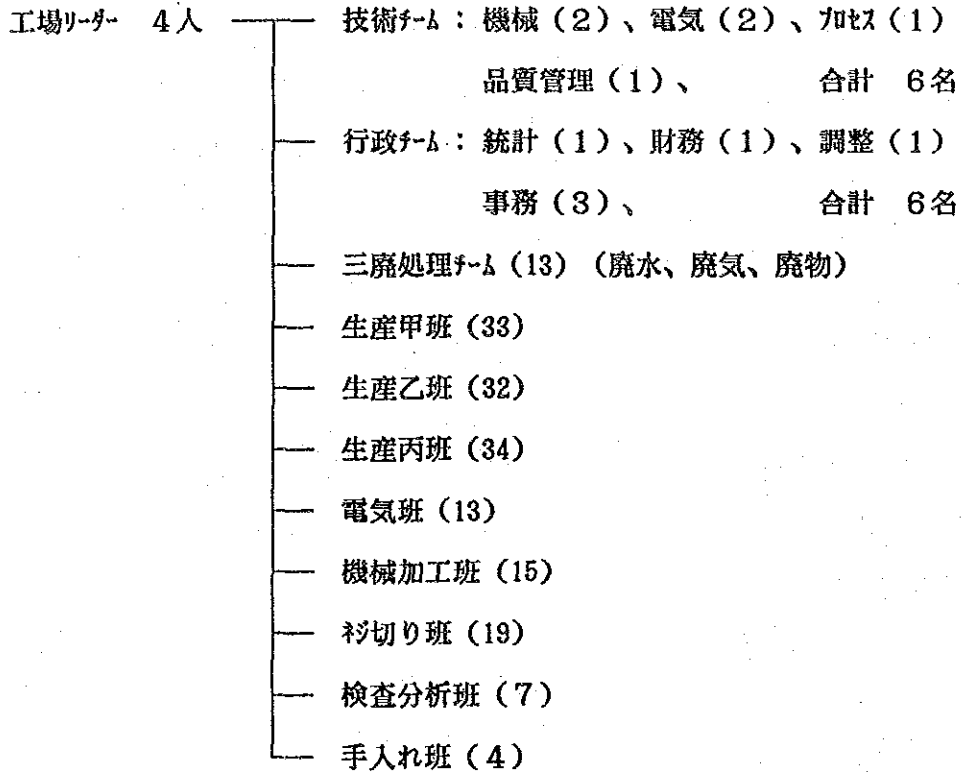 工場ﾘｰﾀﾞｰ 4人 技術ﾁｰﾑ：機械（2）、電気（2）、ﾌﾟﾛｾｽ（1）
品質管理（1）、 合計 6名
行政ﾁｰﾑ：統計（1）、財務（1）、調整（1）
事務（3）、 合計 6名
三廃処理ﾁｰﾑ（13）（廃水、廃気、廃物）
生産甲班（33）
生産乙班（32）
生産丙班（34）
電気班（13）
機械加工班（15）
ﾈｼﾞ切り班（19）
検査分析班（7）
手入れ班（4）